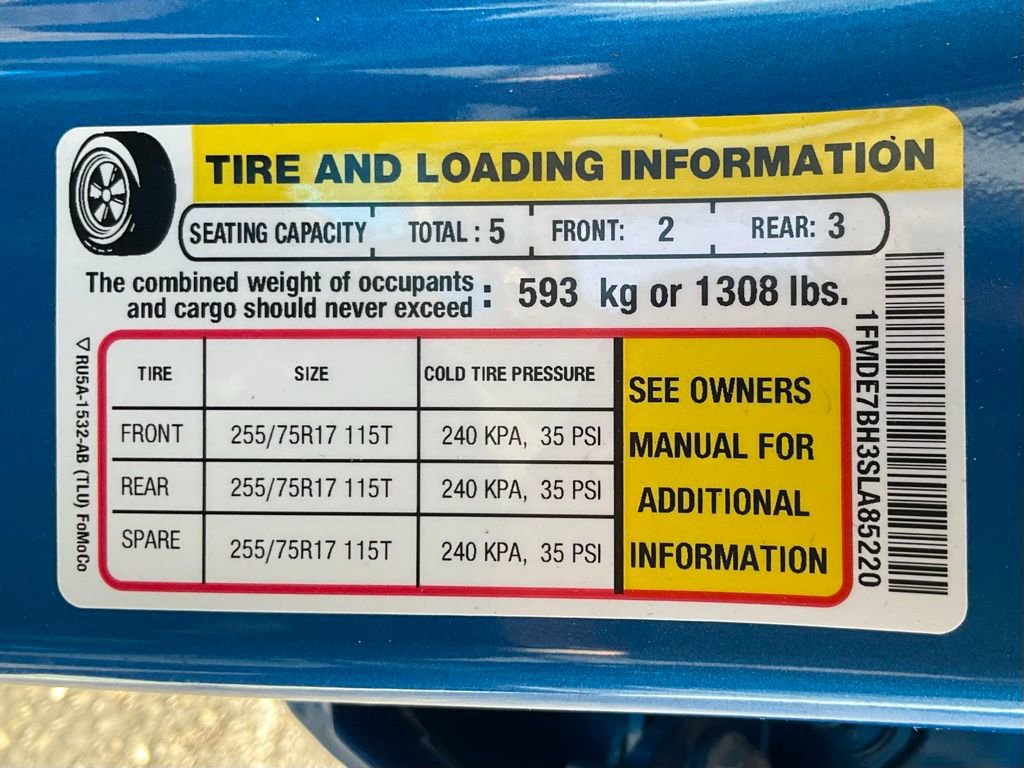 TIRE AND LOADING INFORMATION
SEATING CAPACITY TOTAL : 5 FRONT: 2 REAR: 3
The combined weight of occupants
and cargo should never exceed : 593 kg or 1308 lbs.
TIRE SIZE COLD TIRE PRESSURE
FRONT 255/75R17 115T 240 KPA, 35 PSI
REAR 255/75R17 115T 240 KPA, 35 PSI
SPARE 255/75R17 115T 240 KPA, 35 PSI
SEE OWNERS
MANUAL FOR
ADDITIONAL
INFORMATION
▽RU5A-1532-AB (TLU) FoMoCo
1FMDE7BH3SLA85220